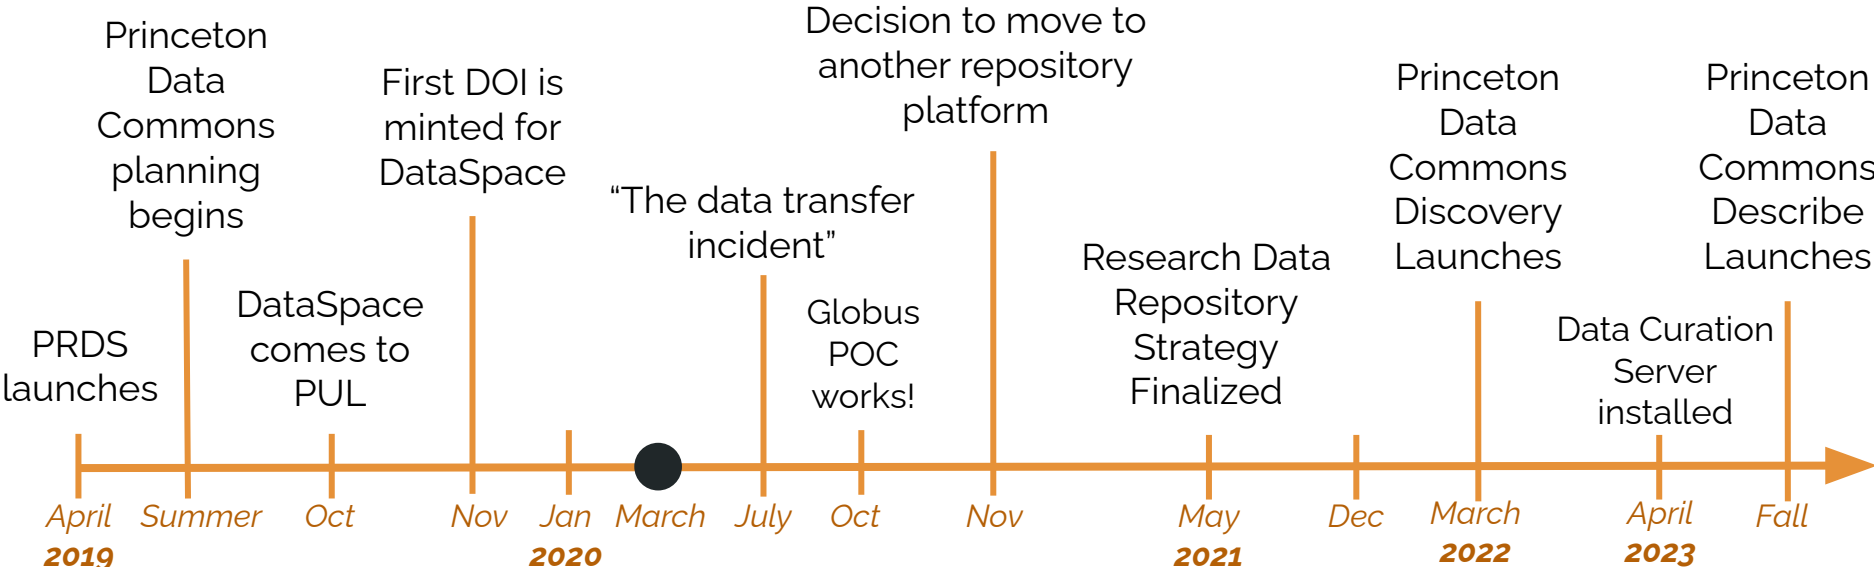 Princeton
Data
Commons
planning
begins
First DOI is
minted for
DataSpace
Decision to move to
another repository
platform
Princeton
Data
Commons
Discovery
Launches
Princeton
Data
Commons
Describe
Launches
“The data transfer
incident”
PRDS
launches
DataSpace
comes to
PUL
Globus
POC
works!
Research Data
Repository
Strategy
Finalized
Data Curation
Server
installed
April
2019
Summer
Oct
Nov
Jan
2020
March
July
Oct
Nov
May
2021
Dec
March
2022
April
2023
Fall